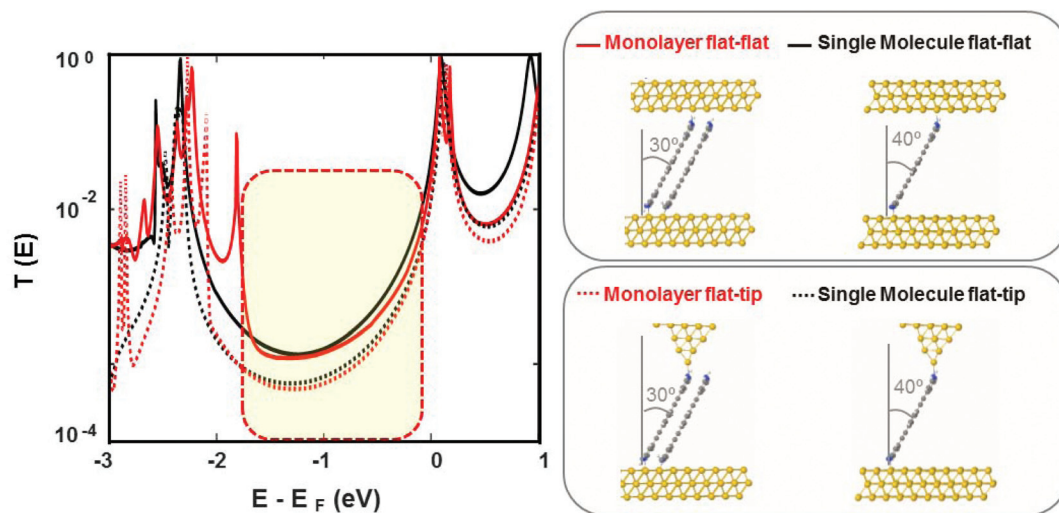 T (E)
10⁰
10⁻²
10⁻⁴
-3
-2
-1
0
1
E - E F (eV)
Monolayer flat-flat
Single Molecule flat-flat
30º
40º
Monolayer flat-tip
Single Molecule flat-tip
30º
40º